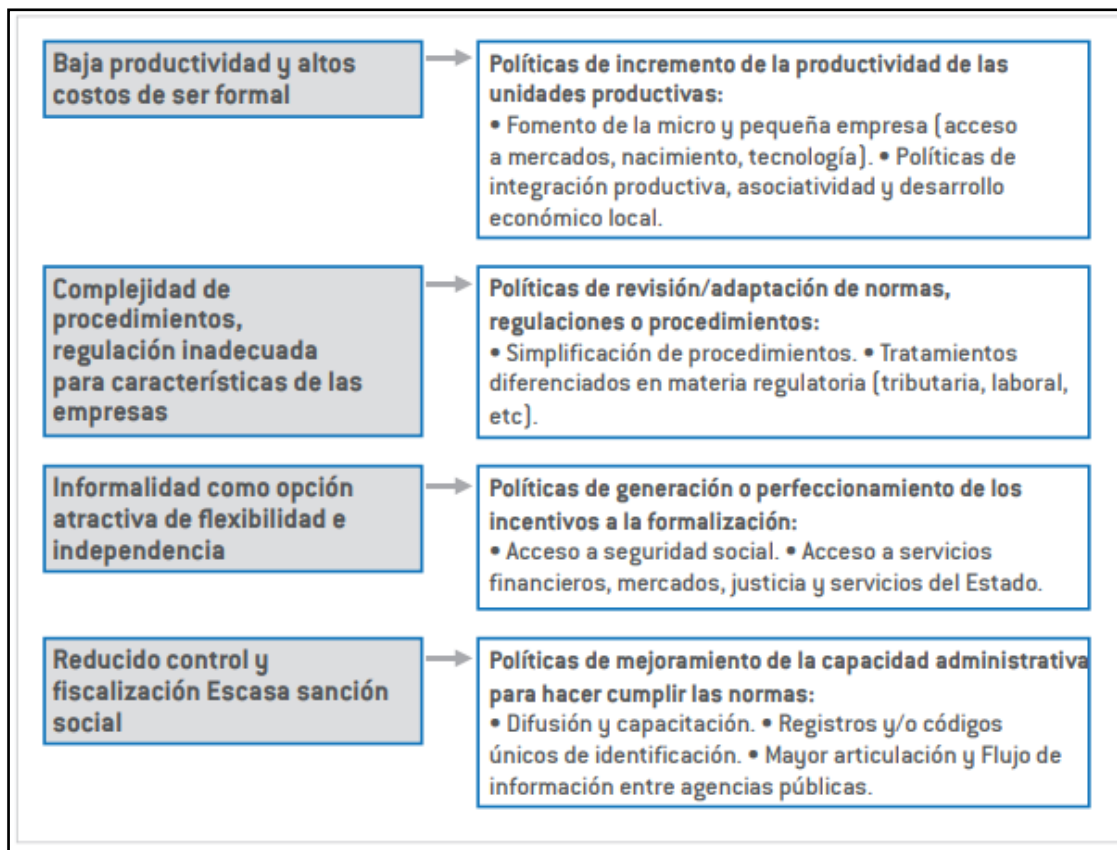 Baja productividad y altos
costos de ser formal
Políticas de incremento de la productividad de las
unidades productivas:
• Fomento de la micro y pequeña empresa (acceso
a mercados, nacimiento, tecnología). • Políticas de
integración productiva, asociatividad y desarrollo
económico local.
Complejidad de
procedimientos,
regulación inadecuada
para características de las
empresas
Políticas de revisión/adaptación de normas,
regulaciones o procedimientos:
• Simplificación de procedimientos. • Tratamientos
diferenciados en materia regulatoria (tributaria, laboral,
etc).
Informalidad como opción
atractiva de flexibilidad e
independencia
Políticas de generación o perfeccionamiento de los
incentivos a la formalización:
• Acceso a seguridad social. • Acceso a servicios
financieros, mercados, justicia y servicios del Estado.
Reducido control y
fiscalización Escasa sanción
social
Políticas de mejoramiento de la capacidad administrativa
para hacer cumplir las normas:
• Difusión y capacitación. • Registros y/o códigos
únicos de identificación. • Mayor articulación y Flujo de
información entre agencias públicas.